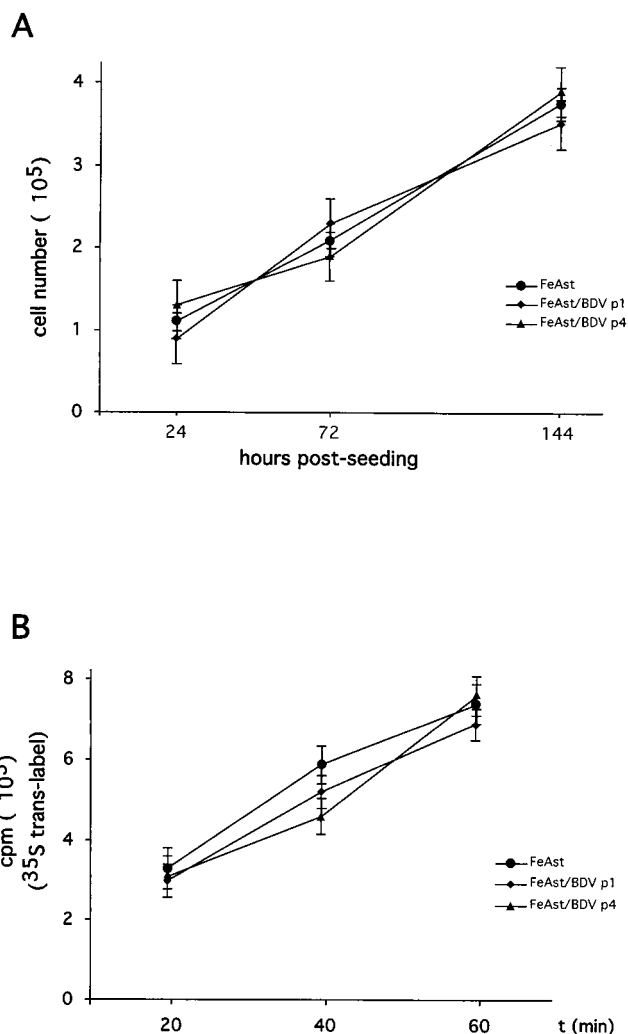 A
cell number ( 10⁵)
4
3
2
1
0
24 72 144
hours post-seeding
FeAst
FeAst/BDV p1
FeAst/BDV p4
B
cpm (
(³⁵S trans-label)
8
6
4
2
0
20 40 60 t (min)
FeAst
FeAst/BDV p1
FeAst/BDV p4